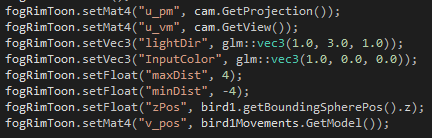 fogRimToon.setMat4("u_pm", cam.GetProjection());
fogRimToon.setMat4("u_vm", cam.GetView());
fogRimToon.setVec3("lightDir", glm::vec3(1.0, 3.0, 1.0));
fogRimToon.setVec3("InputColor", glm::vec3(1.0, 0.0, 0.0));
fogRimToon.setFloat("maxDist", 4);
fogRimToon.setFloat("minDist", -4);
fogRimToon.setFloat("zPos", bird1.getBoundingSpherePos().z);
fogRimToon.setMat4("v_pos", bird1Movements.GetModel());